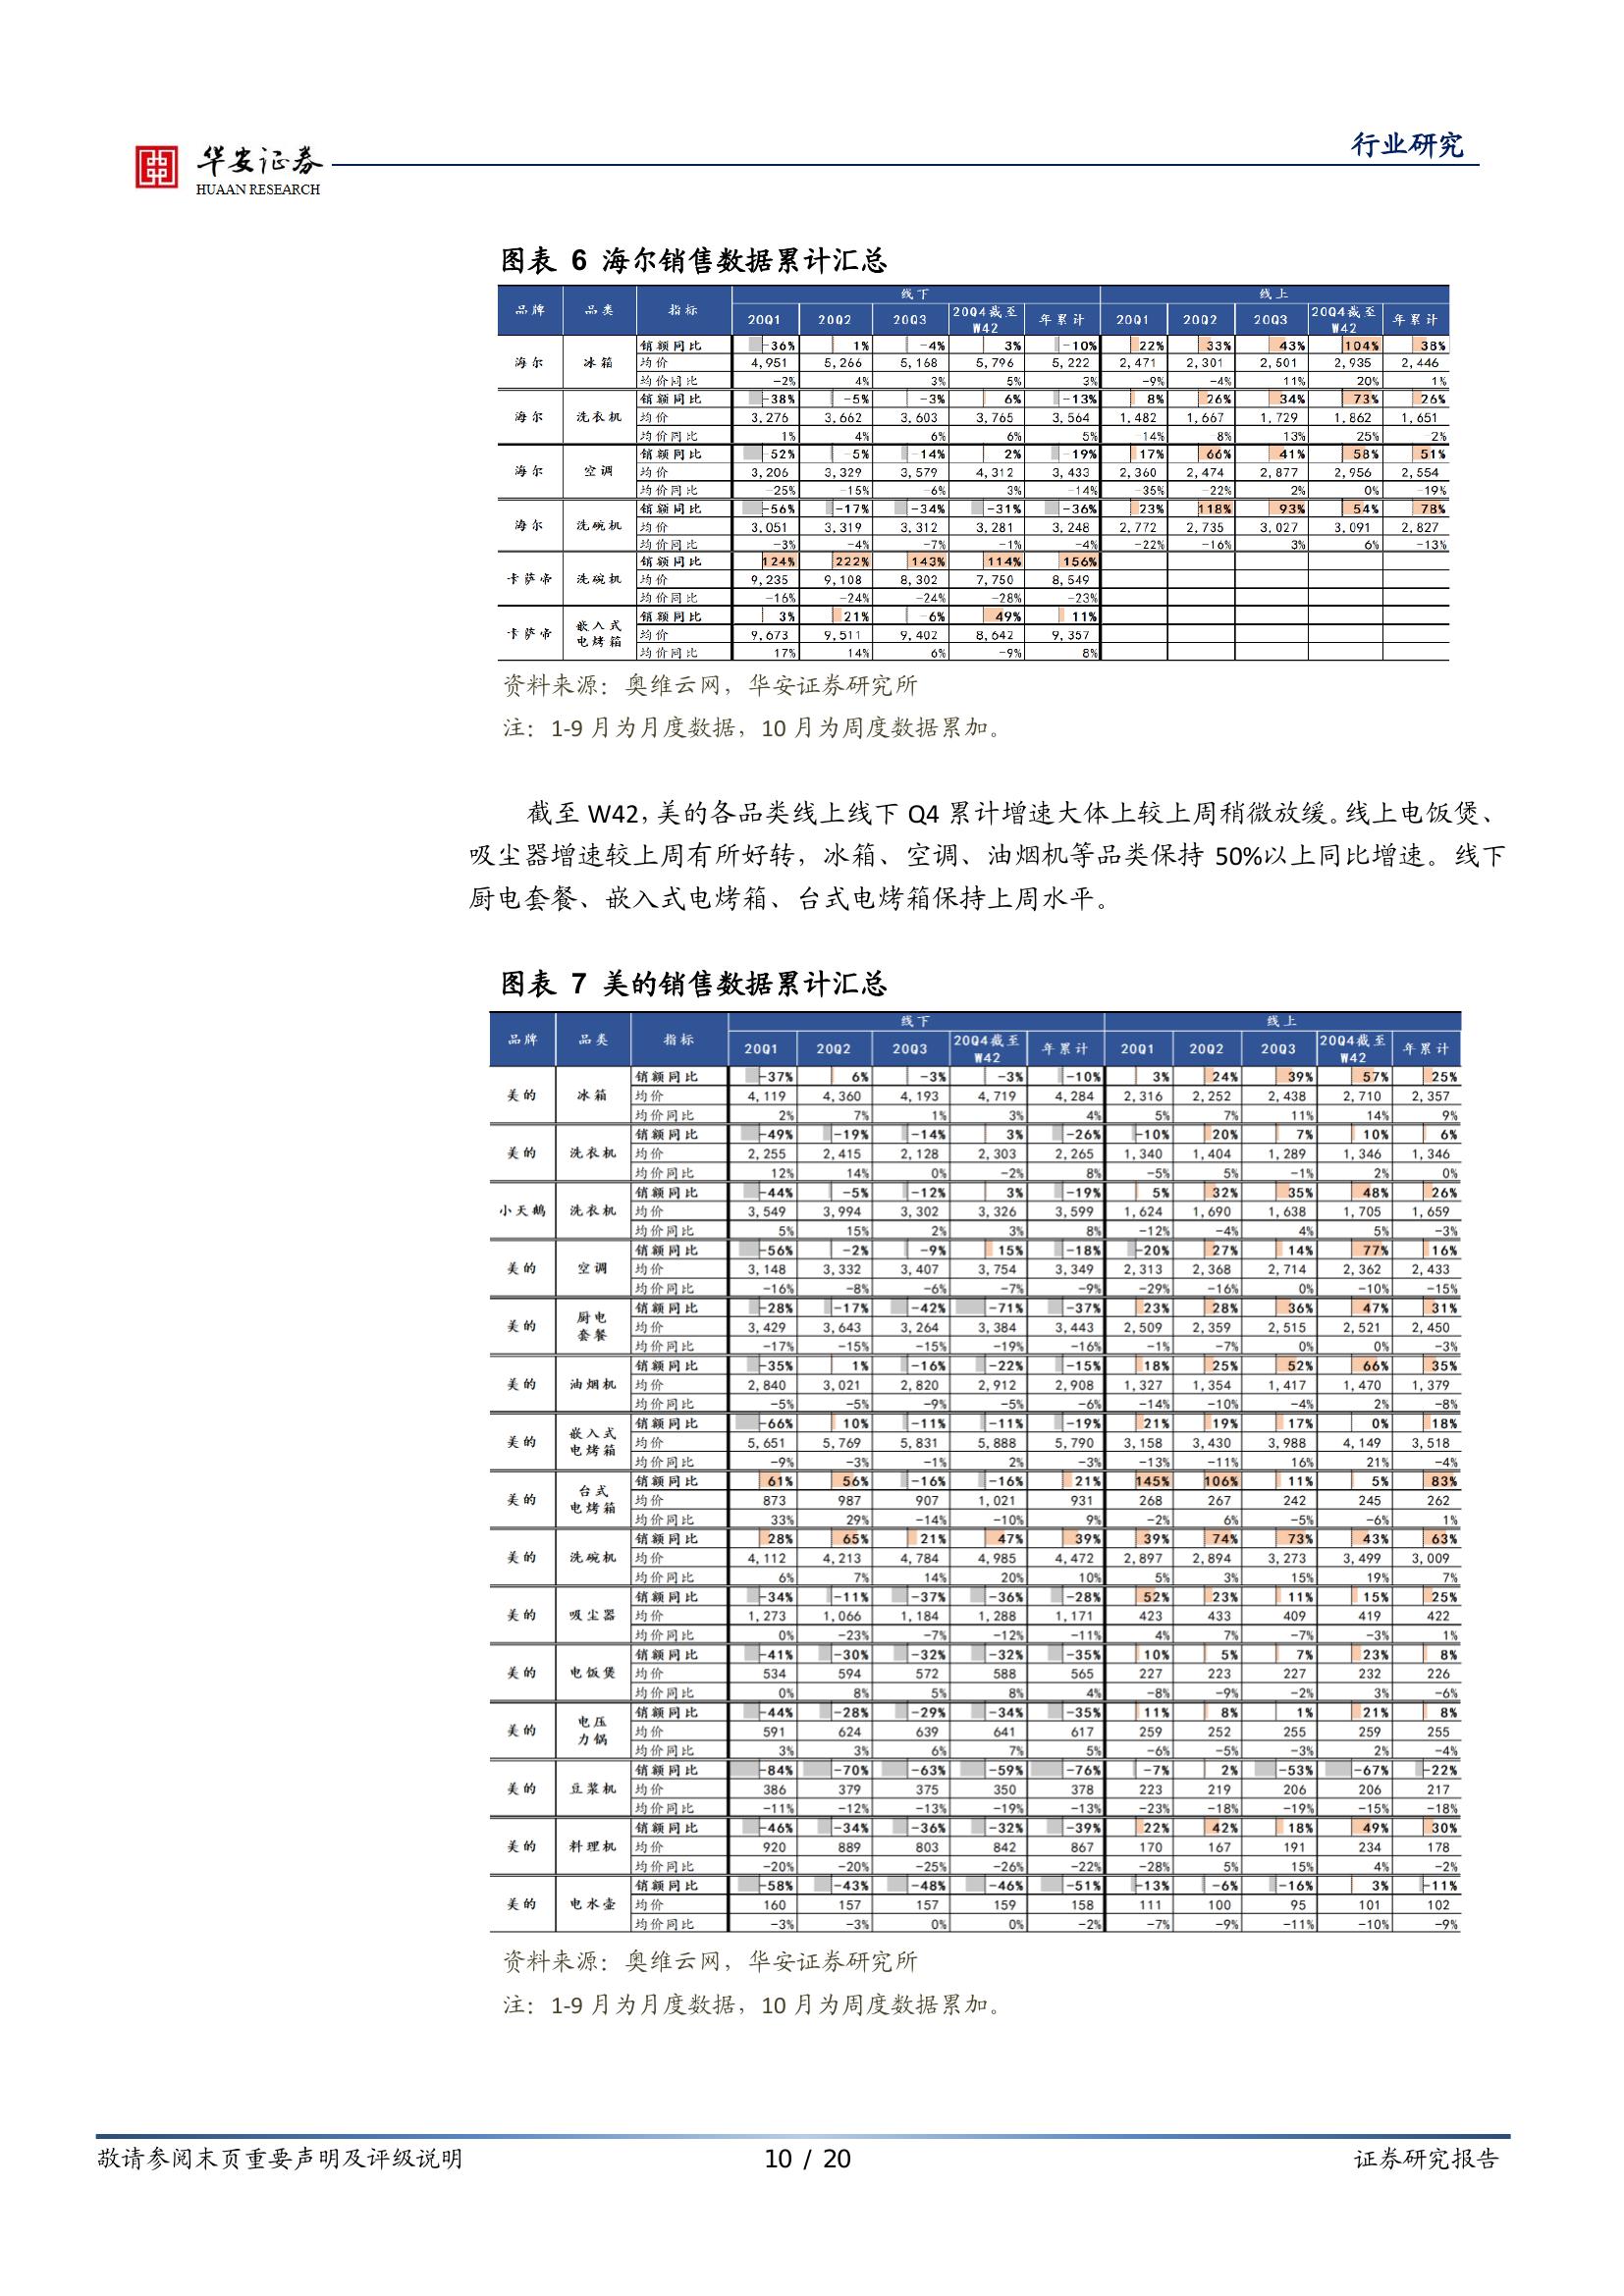 华安证券
HUAAN RESEARCH
行业研究
图表 6 海尔销售数据累计汇总
品牌 品类 指标 线下 线上
20Q1 20Q2 20Q3 20Q4截至W42 年累计 20Q1 20Q2 20Q3 20Q4截至W42 年累计
海尔 冰箱 销额同比 -36% 1% -4% 3% -10% 22% 33% 43% 104% 38%
均价 4,951 5,266 5,168 5,796 5,222 2,471 2,301 2,501 2,935 2,446
均价同比 -2% 4% 3% 5% 3% -9% -4% 11% 20% 1%
海尔 洗衣机 销额同比 -38% -5% -3% 6% -13% 8% 26% 34% 73% 26%
均价 3,276 3,662 3,603 3,765 3,564 1,482 1,667 1,729 1,862 1,651
均价同比 1% 4% 6% 6% 5% -14% -8% 13% 25% -2%
海尔 空调 销额同比 -52% -5% -14% 2% -19% 17% 66% 41% 58% 51%
均价 3,206 3,329 3,579 4,312 3,433 2,360 2,474 2,877 2,956 2,554
均价同比 -25% -15% -6% 3% -14% -35% -22% 2% 0% -19%
海尔 洗碗机 销额同比 -56% -17% -34% -31% -36% 23% 118% 93% 54% 78%
均价 3,051 3,319 3,312 3,281 3,248 2,772 2,735 3,027 3,091 2,827
均价同比 -3% -4% -7% -1% -4% -22% -16% 3% 6% -13%
卡萨帝 洗碗机 销额同比 124% 222% 143% 114% 156%
均价 9,235 9,108 8,302 7,750 8,549
均价同比 -16% -24% -24% -28% -23%
卡萨帝 嵌入式电烤箱 销额同比 3% 21% -6% 49% 11%
均价 9,673 9,511 9,402 8,642 9,357
均价同比 17% 14% 6% -9% 8%
资料来源：奥维云网，华安证券研究所
注：1-9 月为月度数据，10 月为周度数据累加。
截至 W42，美的各品类线上线下 Q4 累计增速大体上较上周稍微放缓。线上电饭煲、
吸尘器增速较上周有所好转，冰箱、空调、油烟机等品类保持 50%以上同比增速。线下
厨电套餐、嵌入式电烤箱、台式电烤箱保持上周水平。
图表 7 美的销售数据累计汇总
品牌 品类 指标 线下 线上
20Q1 20Q2 20Q3 20Q4截至W42 年累计 20Q1 20Q2 20Q3 20Q4截至W42 年累计
美的 冰箱 销额同比 -37% 6% -3% -3% -10% 3% 24% 39% 57% 25%
均价 4,119 4,360 4,193 4,719 4,284 2,316 2,252 2,438 2,710 2,357
均价同比 2% 7% 1% 3% 4% 5% 7% 11% 14% 9%
美的 洗衣机 销额同比 -49% -19% -14% 3% -26% -10% 20% 7% 10% 6%
均价 2,255 2,415 2,128 2,303 2,265 1,340 1,404 1,289 1,346 1,346
均价同比 12% 14% 0% -2% 8% -5% 5% -1% 2% 0%
小天鹅 洗衣机 销额同比 -44% -5% -12% 3% -19% 5% 32% 35% 48% 26%
均价 3,549 3,994 3,302 3,326 3,599 1,624 1,690 1,638 1,705 1,659
均价同比 5% 15% 2% 3% 8% -12% -4% 4% 5% -3%
美的 空调 销额同比 -56% -2% -9% 15% -18% -20% 27% 14% 77% 16%
均价 3,148 3,332 3,407 3,754 3,349 2,313 2,368 2,714 2,362 2,433
均价同比 -16% -8% -6% -7% -9% -29% -16% 0% -10% -15%
美的 厨电套餐 销额同比 -28% -17% -42% -71% -37% 23% 28% 36% 47% 31%
均价 3,429 3,643 3,264 3,384 3,443 2,509 2,359 2,515 2,521 2,450
均价同比 -17% -15% -15% -19% -16% -1% -7% 0% 0% -3%
美的 油烟机 销额同比 -35% 1% -16% -22% -15% 18% 25% 52% 66% 35%
均价 2,840 3,021 2,820 2,912 2,908 1,327 1,354 1,417 1,470 1,379
均价同比 -5% -5% -9% -5% -6% -14% -10% -4% 2% -8%
美的 嵌入式电烤箱 销额同比 -66% 10% -11% -11% -19% 21% 19% 17% 0% 18%
均价 5,651 5,769 5,831 5,888 5,790 3,158 3,430 3,988 4,149 3,518
均价同比 -9% -3% -1% 2% -3% -13% -11% 16% 21% -4%
美的 台式电烤箱 销额同比 61% 56% -16% -16% 21% 145% 106% 11% 5% 83%
均价 873 987 907 1,021 931 268 267 242 245 262
均价同比 33% 29% -14% -10% 9% -2% 6% -5% -6% 1%
美的 洗碗机 销额同比 28% 65% 21% 47% 39% 39% 74% 73% 43% 63%
均价 4,112 4,213 4,784 4,985 4,472 2,897 2,894 3,273 3,499 3,009
均价同比 6% 7% 14% 20% 10% 5% 3% 15% 19% 7%
美的 吸尘器 销额同比 -34% -11% -37% -36% -28% 52% 23% 11% 15% 25%
均价 1,273 1,066 1,184 1,288 1,171 423 433 409 419 422
均价同比 0% -23% -7% -12% -11% 4% 7% -7% -3% 1%
美的 电饭煲 销额同比 -41% -30% -32% -32% -35% 10% 5% 7% 23% 8%
均价 534 594 572 588 565 227 223 227 232 226
均价同比 0% 8% 5% 8% 4% -8% -9% -2% 3% -6%
美的 电压力锅 销额同比 -44% -28% -29% -34% -35% 11% 8% 1% 21% 8%
均价 591 624 639 641 617 259 252 255 259 255
均价同比 3% 3% 6% 7% 5% -6% -5% -3% 2% -4%
美的 豆浆机 销额同比 -84% -70% -63% -59% -76% -7% 2% -53% -67% -22%
均价 386 379 375 350 378 223 219 206 206 217
均价同比 -11% -12% -13% -19% -13% -23% -18% -19% -15% -18%
美的 料理机 销额同比 -46% -34% -36% -32% -39% 22% 42% 18% 49% 30%
均价 920 889 803 842 867 170 167 191 234 178
均价同比 -20% -20% -25% -26% -22% -28% 5% 15% 4% -2%
美的 电水壶 销额同比 -58% -43% -48% -46% -51% -13% -6% -16% 3% -11%
均价 160 157 157 159 158 111 100 95 101 102
均价同比 -3% -3% 0% 0% -2% -7% -9% -11% -10% -9%
资料来源：奥维云网，华安证券研究所
注：1-9 月为月度数据，10 月为周度数据累加。
敬请参阅末页重要声明及评级说明 10 / 20 证券研究报告